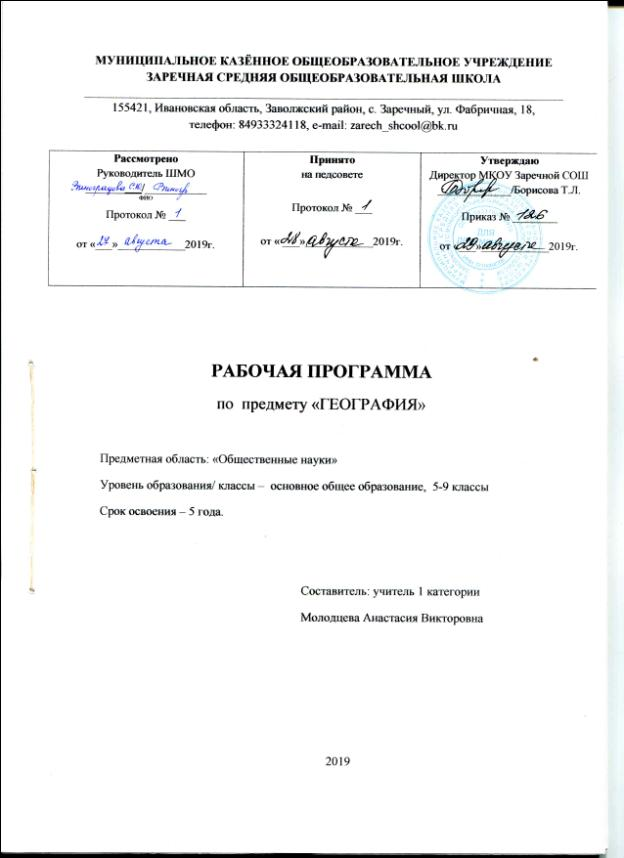 МУНИЦИПАЛЬНОЕ КАЗЁННОЕ ОБЩЕОБРАЗОВАТЕЛЬНОЕ УЧРЕЖДЕНИЕ
ЗАРЕЧНАЯ СРЕДНЯЯ ОБЩЕОБРАЗОВАТЕЛЬНАЯ ШКОЛА
155421, Ивановская область, Заволжский район, с. Заречный, ул. Фабричная, 18,
телефон: 84933324118, e-mail: zarech_shcool@bk.ru
Рассмотрено
Руководитель ШМО
Виноградова С.Ю.
ФИО
Протокол № 1
от «27» августа 2019г.
Принято
на педсовете
Протокол № 1
от «28» августа 2019г.
Утверждаю
Директор МКОУ Заречной СОШ
/Борисова Т.Л.
Приказ № 126
от «29» августа 2019г.
РАБОЧАЯ ПРОГРАММА
по предмету «ГЕОГРАФИЯ»
Предметная область: «Общественные науки»
Уровень образования/ классы – основное общее образование, 5-9 классы
Срок освоения – 5 года.
Составитель: учитель 1 категории
Молодцева Анастасия Викторовна
2019